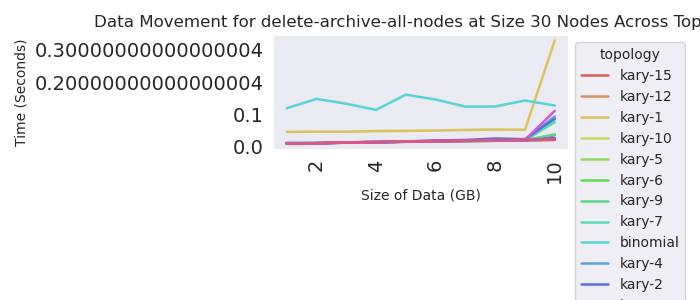 Data Movement for delete-archive-all-nodes at Size 30 Nodes Across Top
Time (Seconds)
0.30000000000000004
0.20000000000000004
0.1
0.0
2
4
6
8
10
Size of Data (GB)
topology
kary-15
kary-12
kary-1
kary-10
kary-5
kary-6
kary-9
kary-7
binomial
kary-4
kary-2